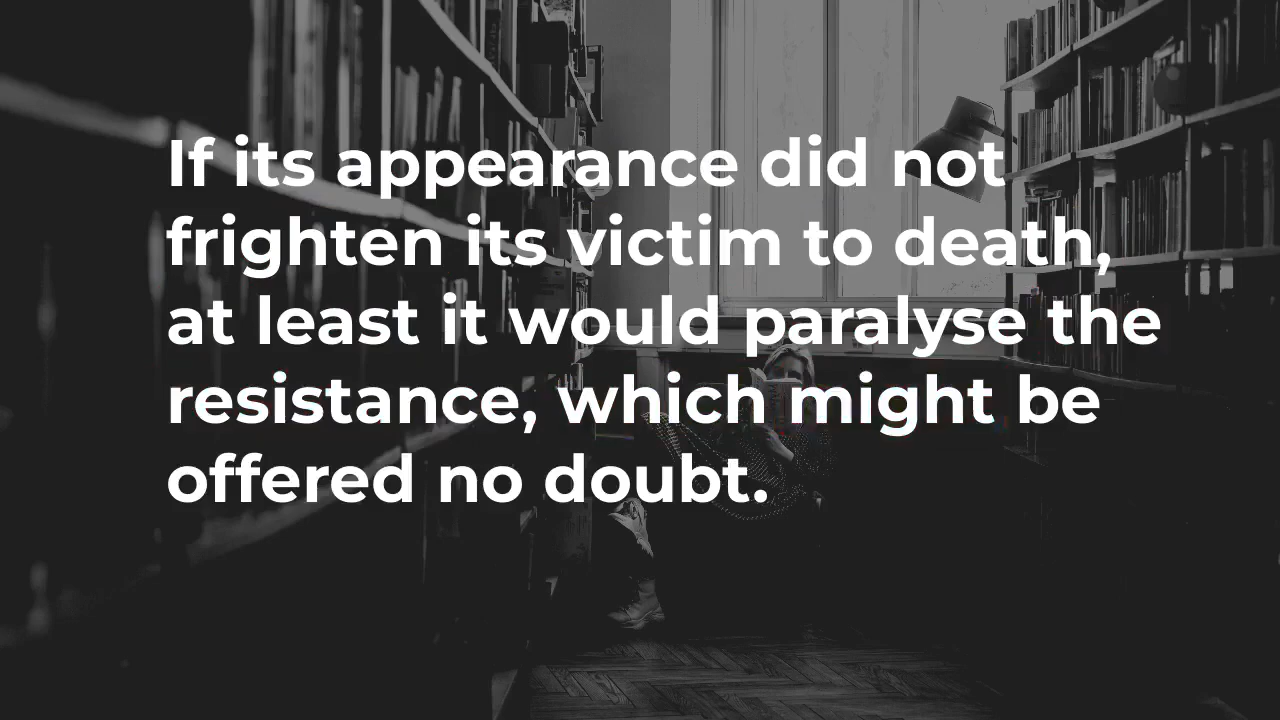 If its appearance did not
frighten its victim to death,
at least it would paralyse the
resistance, which might be
offered no doubt.